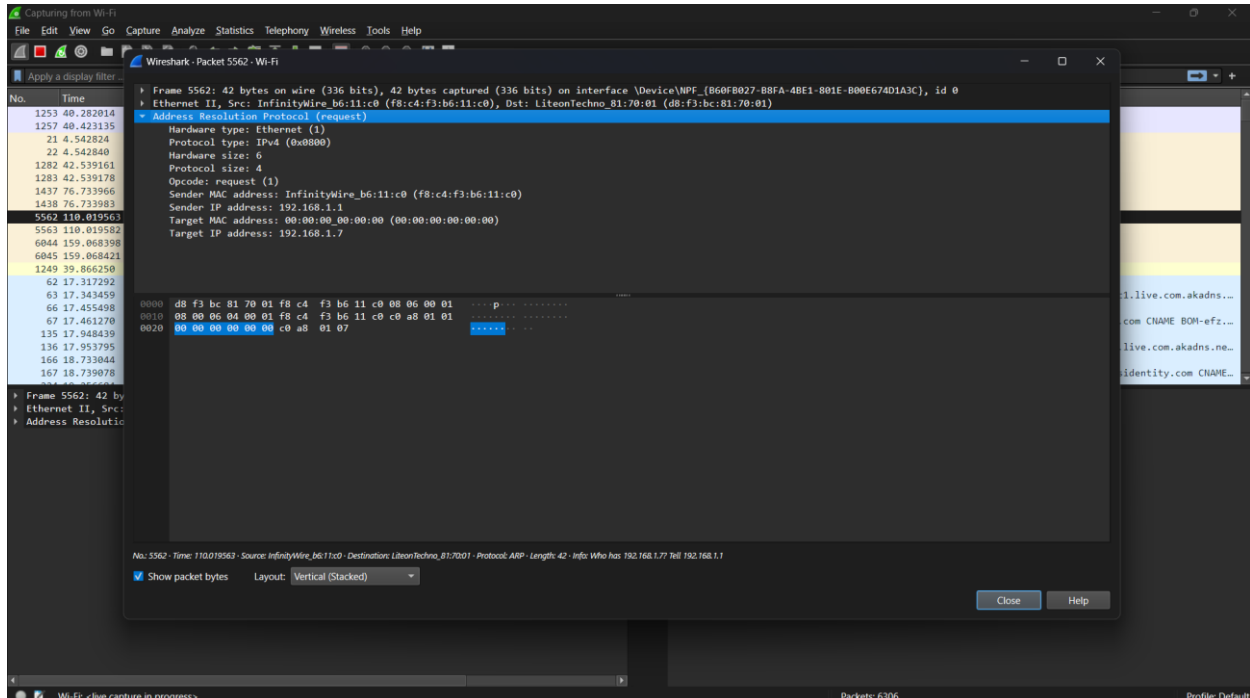 Capturing from Wi-Fi
File Edit View Go Capture Analyze Statistics Telephony Wireless Tools Help
Apply a display filter ...
No. Time
1253 40.282014
1257 40.423135
21 4.542824
22 4.542840
1282 42.539161
1283 42.539178
1437 76.733966
1438 76.733983
5562 110.019563
5563 110.019582
6044 159.068398
6045 159.068421
1249 39.866250
62 17.317292
63 17.343459
66 17.455498
67 17.461270
135 17.948439
136 17.953795
166 18.733044
167 18.739078
Frame 5562: 42 by
Ethernet II, Src:
Address Resolutio
Wireshark · Packet 5562 · Wi-Fi
Frame 5562: 42 bytes on wire (336 bits), 42 bytes captured (336 bits) on interface \Device\NPF_{B60FB027-B8FA-4BE1-801E-B00E674D1A3C}, id 0
Ethernet II, Src: InfinityWire_b6:11:c0 (f8:c4:f3:b6:11:c0), Dst: LiteonTechno_81:70:01 (d8:f3:bc:81:70:01)
Address Resolution Protocol (request)
Hardware type: Ethernet (1)
Protocol type: IPv4 (0x0800)
Hardware size: 6
Protocol size: 4
Opcode: request (1)
Sender MAC address: InfinityWire_b6:11:c0 (f8:c4:f3:b6:11:c0)
Sender IP address: 192.168.1.1
Target MAC address: 00:00:00_00:00:00 (00:00:00:00:00:00)
Target IP address: 192.168.1.7
0000 d8 f3 bc 81 70 01 f8 c4 f3 b6 11 c0 08 06 00 01 ····p··· ········
0010 08 00 06 04 00 01 f8 c4 f3 b6 11 c0 c0 a8 01 01 ········ ········
0020 00 00 00 00 00 00 c0 a8 01 07 ········ ··
No.: 5562 · Time: 110.019563 · Source: InfinityWire_b6:11:c0 · Destination: LiteonTechno_81:70:01 · Protocol: ARP · Length: 42 · Info: Who has 192.168.1.7? Tell 192.168.1.1
Show packet bytes Layout: Vertical (Stacked)
Close Help
:1.live.com.akadns...
.com CNAME BOM-efz...
live.com.akadns.ne...
sidentity.com CNAME...
Wi-Fi: <live capture in progress> Packets: 6306 Profile: Default